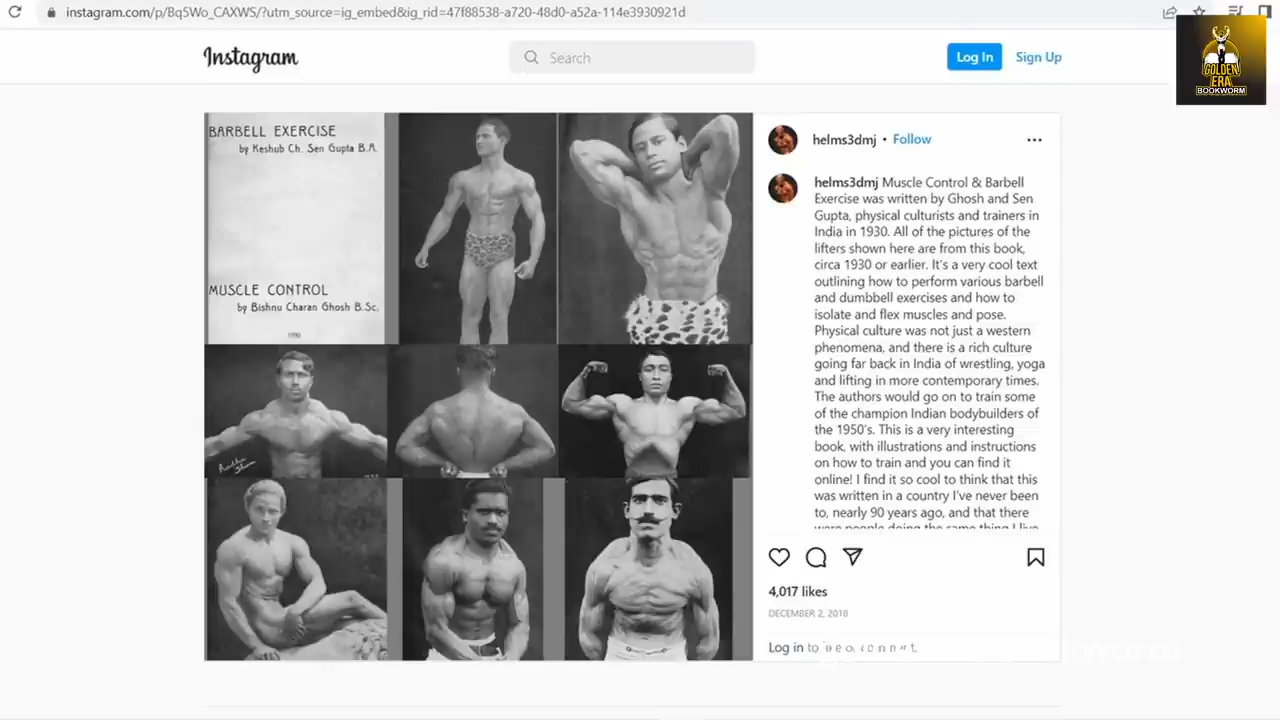 instagram.com/p/Bq5Wo_CAXWS/?utm_source=ig_embed&ig_rid=47f88538-a720-48d0-a52a-114e3930921d
Instagram
Search
Log In
Sign Up
GOLDEN
ERA
BOOKWORM
BARBELL EXERCISE
by Keshub Ch. Sen Gupta B.A.
MUSCLE CONTROL
by Bishnu Charan Ghosh B.Sc.
1930
helms3dmj • Follow
helms3dmj Muscle Control & Barbell
Exercise was written by Ghosh and Sen
Gupta, physical culturists and trainers in
India in 1930. All of the pictures of the
lifters shown here are from this book,
circa 1930 or earlier. It's a very cool text
outlining how to perform various barbell
and dumbbell exercises and how to
isolate and flex muscles and pose.
Physical culture was not just a western
phenomena, and there is a rich culture
going far back in India of wrestling, yoga
and lifting in more contemporary times.
The authors would go on to train some
of the champion Indian bodybuilders of
the 1950's. This is a very interesting
book, with illustrations and instructions
on how to train and you can find it
online! I find it so cool to think that this
was written in a country I've never been
to, nearly 90 years ago, and that there
were people doing the same thing I live
4,017 likes
DECEMBER 2, 2018
Log in to